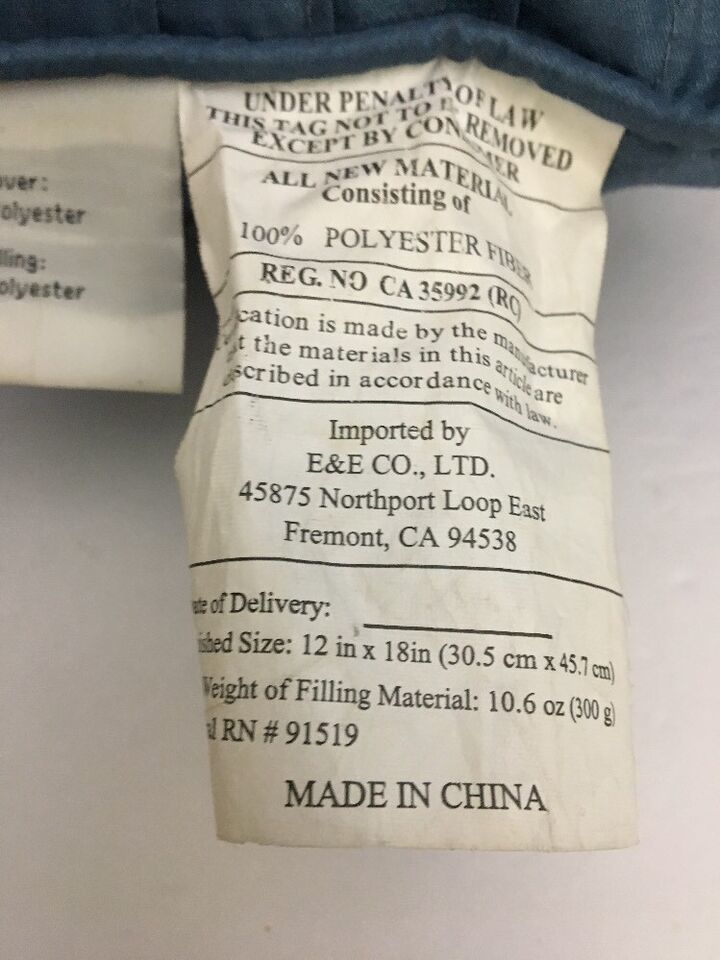 UNDER PENALTY OF LAW
THIS TAG NOT TO REMOVED
EXCEPT BY CONSUMER
ALL NEW MATERIAL
Consisting of
100% POLYESTER FIBER
REG. NO CA 35992 (RC)
cation is made by the manufacturer
t the materials in this article are
scribed in accordance with law.
Imported by
E&E CO., LTD.
45875 Northport Loop East
Fremont, CA 94538
ate of Delivery:
ished Size: 12 in x 18in (30.5 cm x 45.7 cm)
Weight of Filling Material: 10.6 oz (300 g)
RN # 91519
MADE IN CHINA
over:
olyester
lling:
olyester